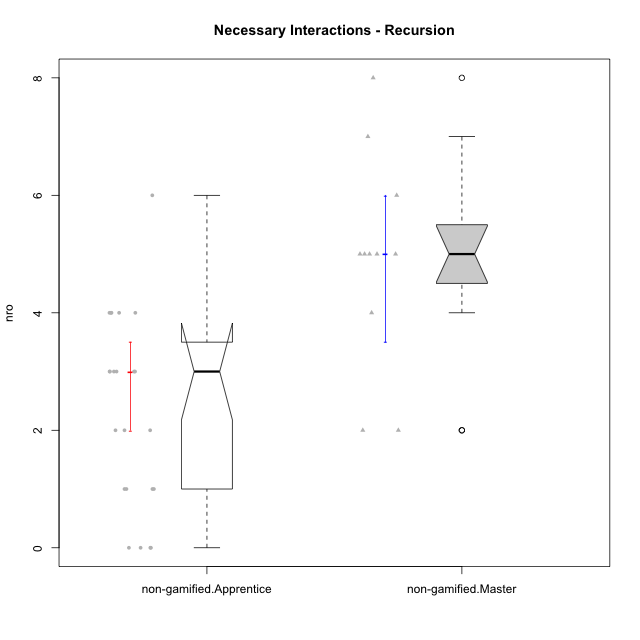 Necessary Interactions - Recursion
8
6
4
2
0
nro
non-gamified.Apprentice
non-gamified.Master